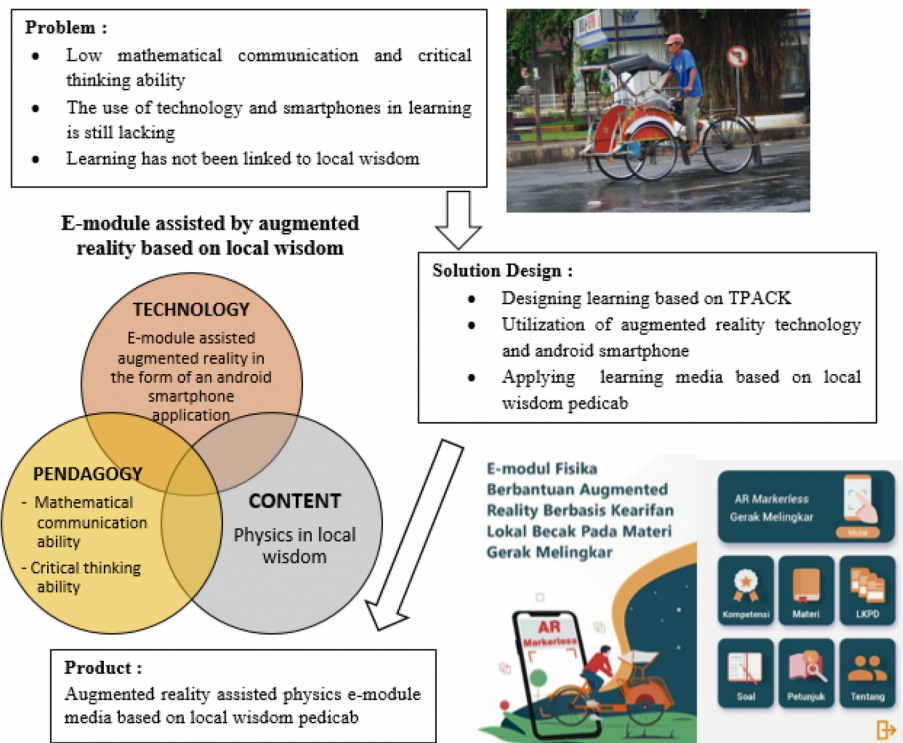 Problem :
• Low mathematical communication and critical
thinking ability
• The use of technology and smartphones in learning
is still lacking
• Learning has not been linked to local wisdom
E-module assisted by augmented
reality based on local wisdom
TECHNOLOGY
E-module assisted
augmented reality in
the form of an android
smartphone
application
PENDAGOGY
- Mathematical
communication
ability
- Critical thinking
ability
CONTENT
Physics in local
wisdom
Solution Design :
• Designing learning based on TPACK
• Utilization of augmented reality technology
and android smartphone
• Applying learning media based on local
wisdom pedicab
Product :
Augmented reality assisted physics e-module
media based on local wisdom pedicab
E-modul Fisika
Berbantuan Augmented
Reality Berbasis Kearifan
Lokal Becak Pada Materi
Gerak Melingkar
AR
Markerless
AR Markerless
Gerak Melingkar
Mulai
Kompetensi
Materi
LKPD
Soal
Petunjuk
Tentang